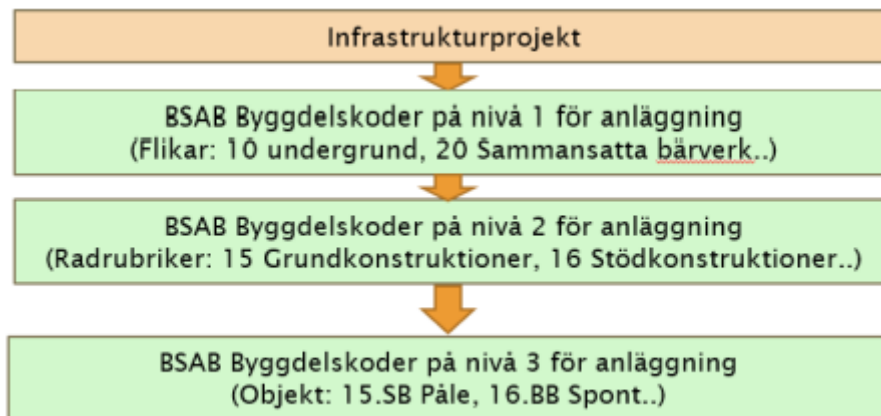 Infrastrukturprojekt
BSAB Byggdelskoder på nivå 1 för anläggning
(Flikar: 10 undergrund, 20 Sammansatta bärverk..)
BSAB Byggdelskoder på nivå 2 för anläggning
(Radrubriker: 15 Grundkonstruktioner, 16 Stödkonstruktioner..)
BSAB Byggdelskoder på nivå 3 för anläggning
(Objekt: 15.SB Påle, 16.BB Spont..)